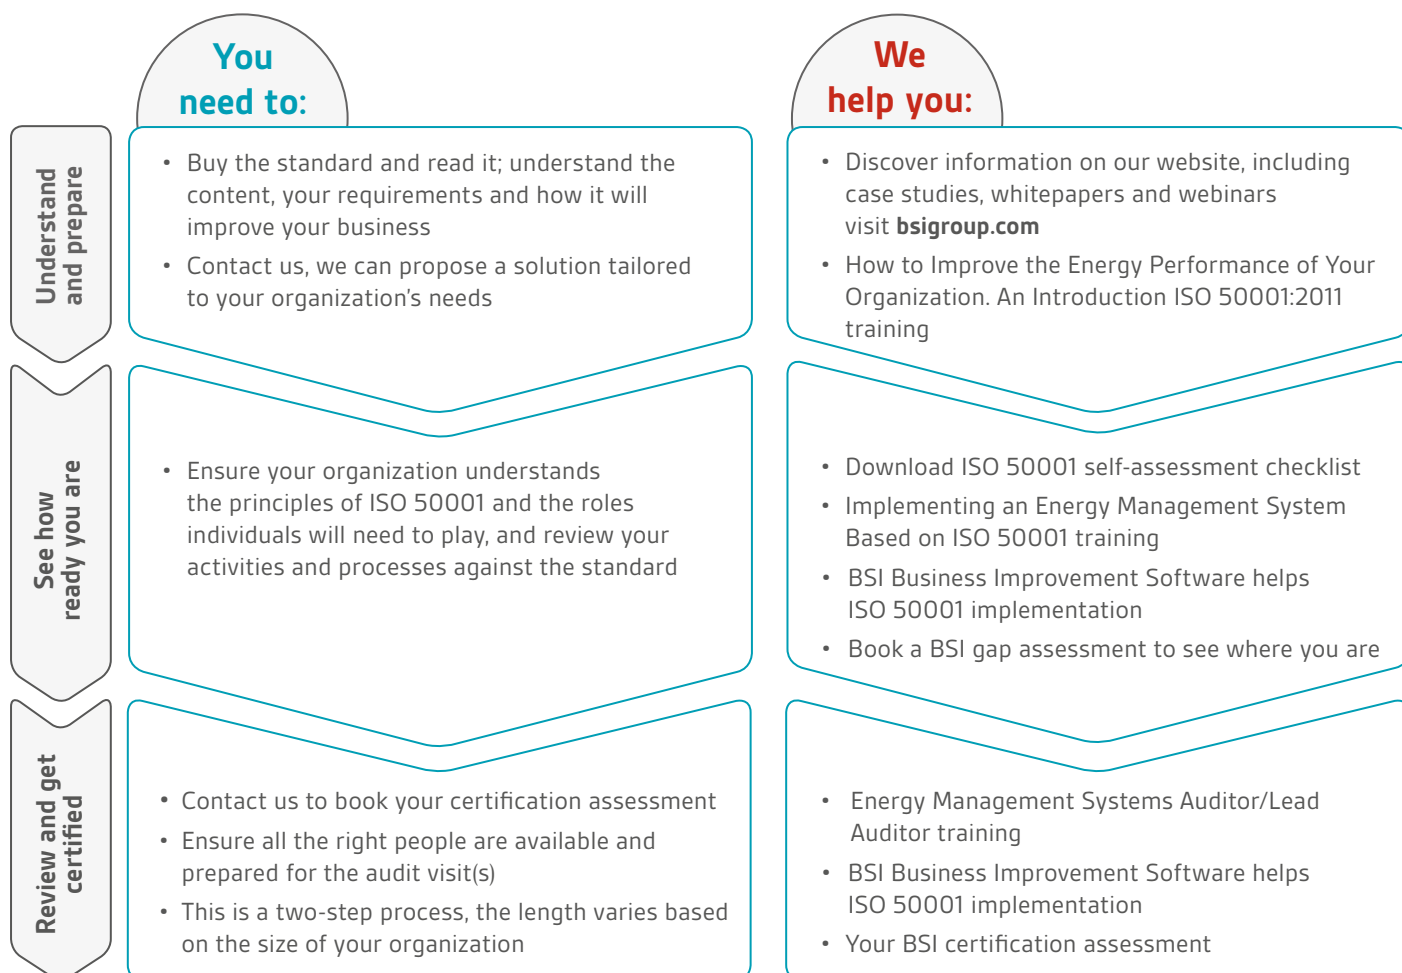 You
need to:
We
help you:
Understand
and prepare
• Buy the standard and read it; understand the
content, your requirements and how it will
improve your business
• Contact us, we can propose a solution tailored
to your organization's needs
• Discover information on our website, including
case studies, whitepapers and webinars
visit bsigroup.com
• How to Improve the Energy Performance of Your
Organization. An Introduction ISO 50001:2011
training
See how
ready you are
• Ensure your organization understands
the principles of ISO 50001 and the roles
individuals will need to play, and review your
activities and processes against the standard
• Download ISO 50001 self-assessment checklist
• Implementing an Energy Management System
Based on ISO 50001 training
• BSI Business Improvement Software helps
ISO 50001 implementation
• Book a BSI gap assessment to see where you are
Review and get
certified
• Contact us to book your certification assessment
• Ensure all the right people are available and
prepared for the audit visit(s)
• This is a two-step process, the length varies based
on the size of your organization
• Energy Management Systems Auditor/Lead
Auditor training
• BSI Business Improvement Software helps
ISO 50001 implementation
• Your BSI certification assessment